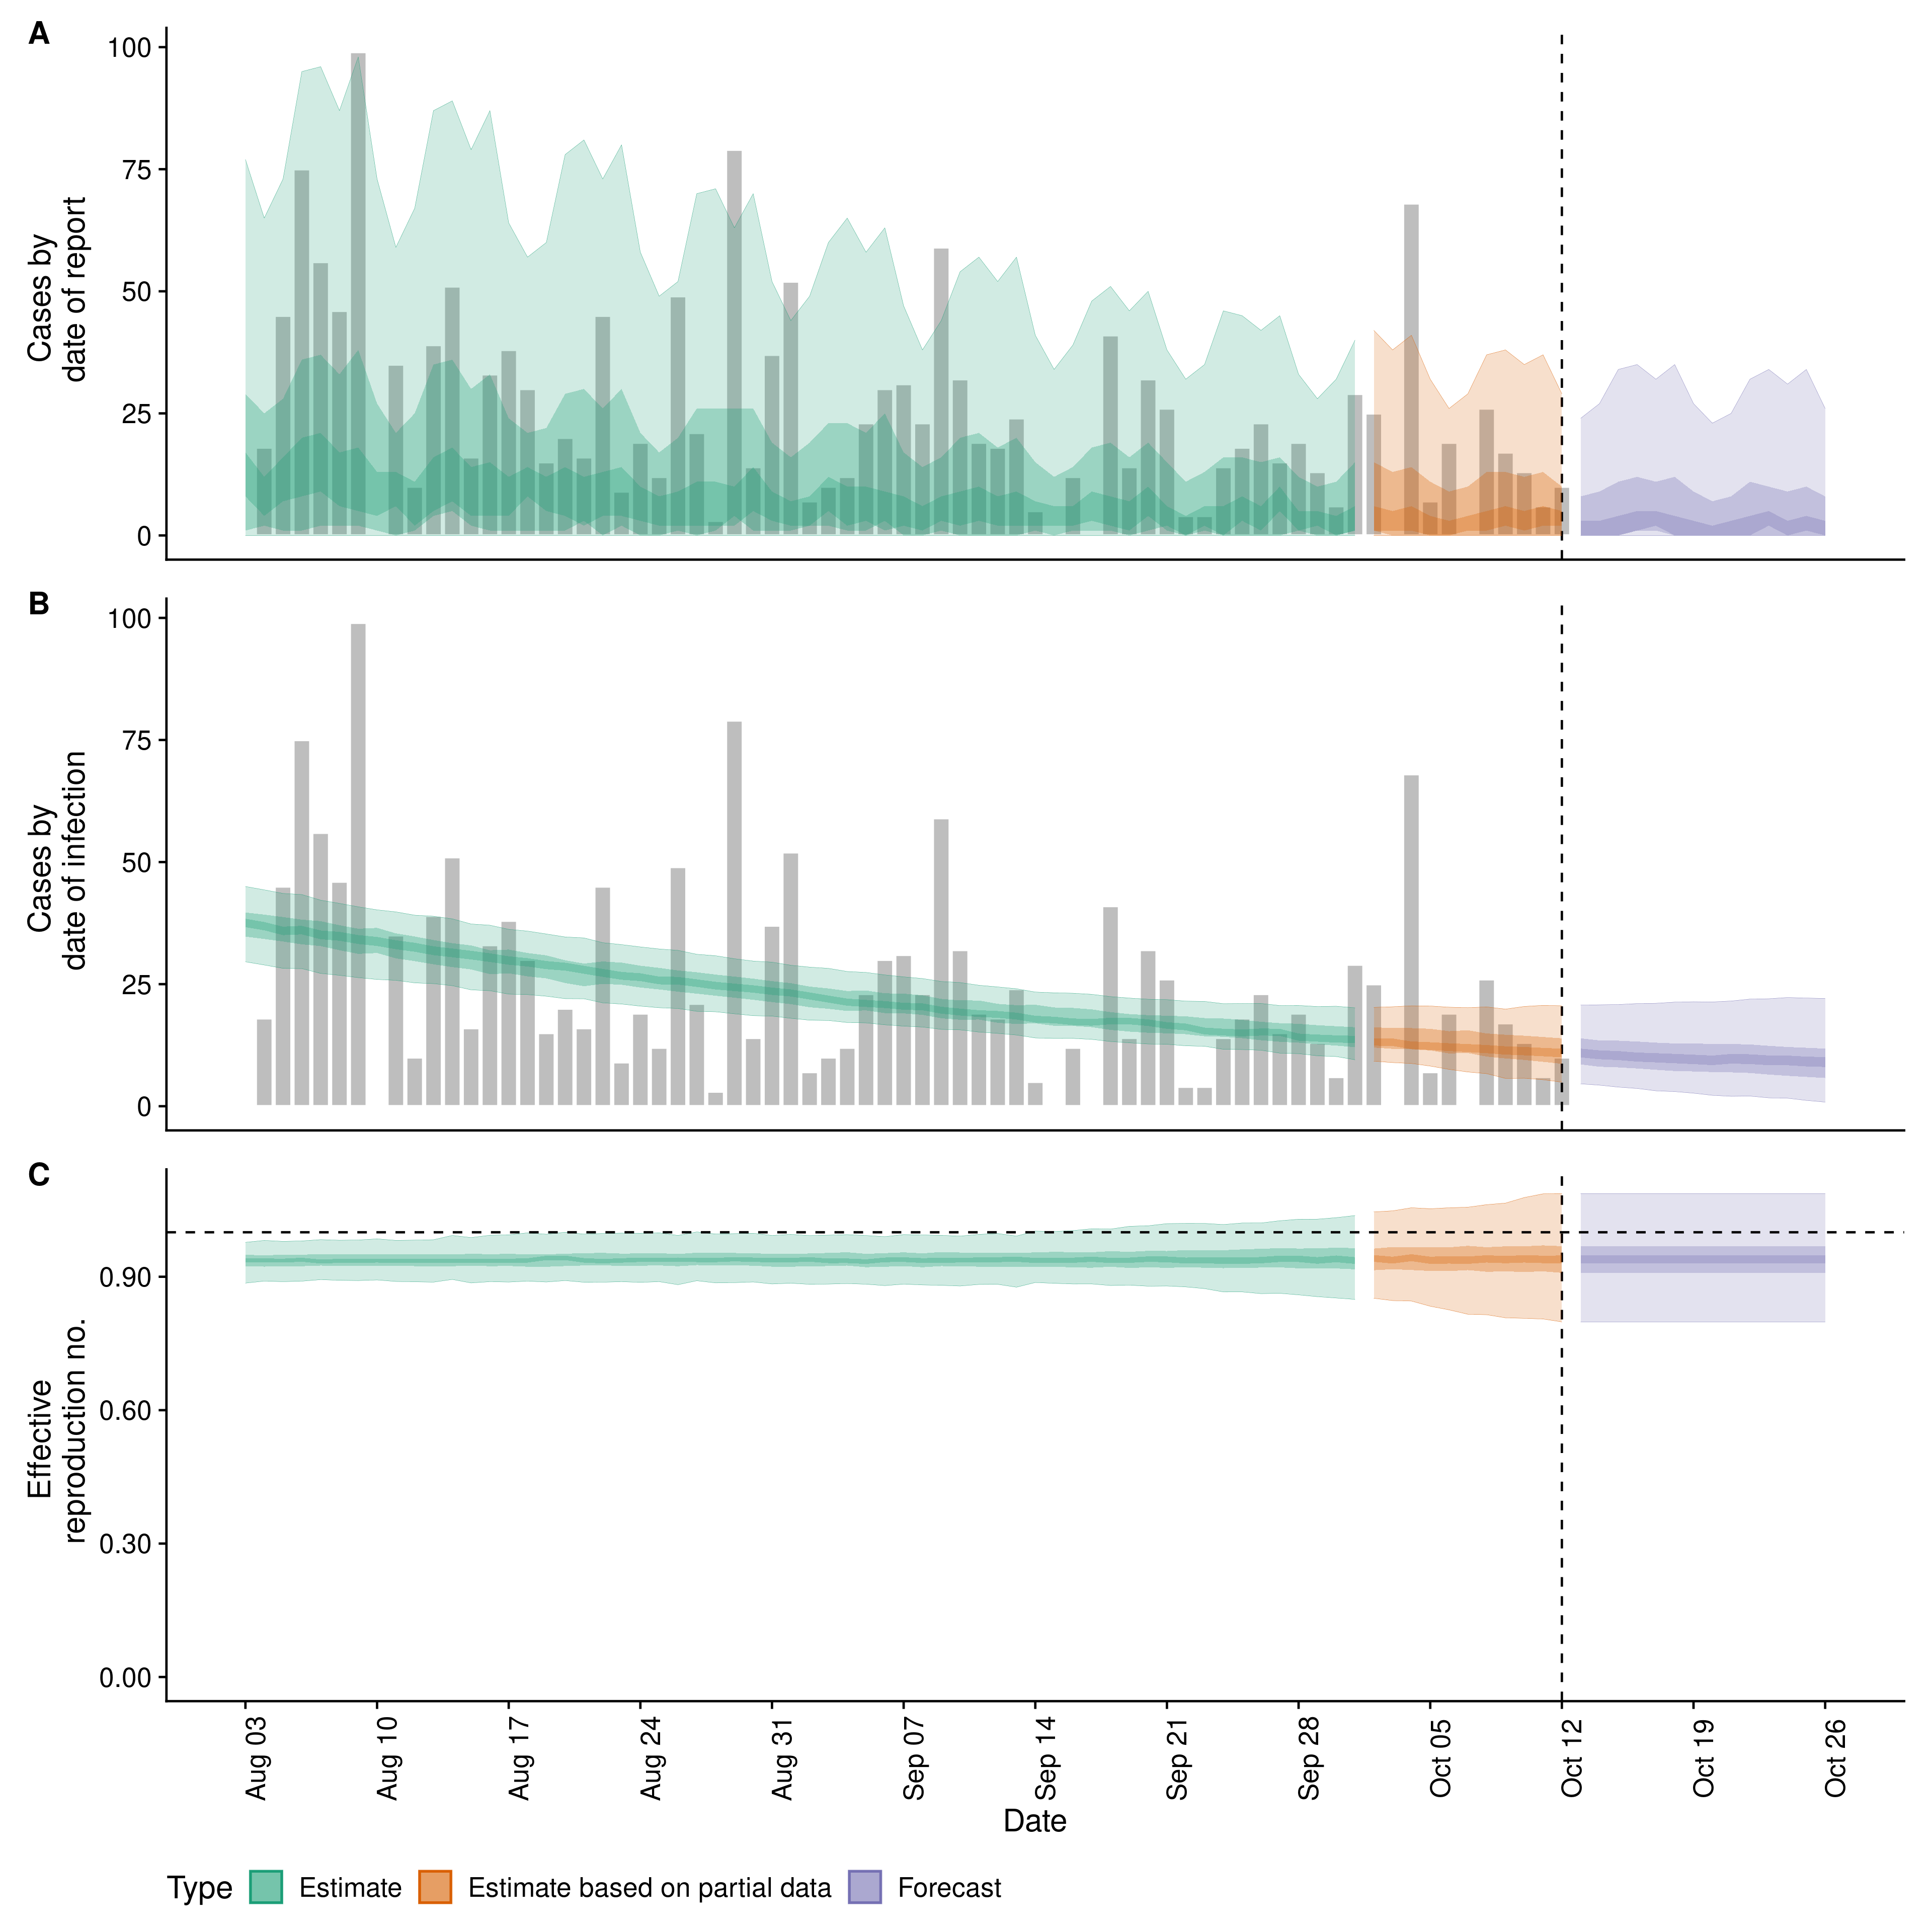 A
100
75
50
25
0
Cases by
date of report
B
100
75
50
25
0
Cases by
date of infection
C
0.90
0.60
0.30
0.00
Effective
reproduction no.
Aug 03
Aug 10
Aug 17
Aug 24
Aug 31
Sep 07
Sep 14
Sep 21
Sep 28
Oct 05
Oct 12
Oct 19
Oct 26
Date
Type Estimate Estimate based on partial data Forecast